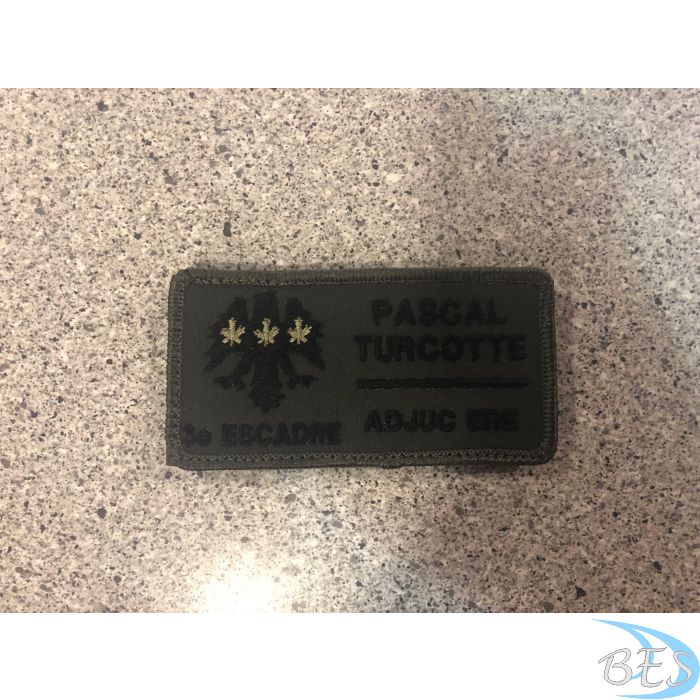 PASCAL
TURCOTTE
3e ESCADRE
ADJUC ERE
BES